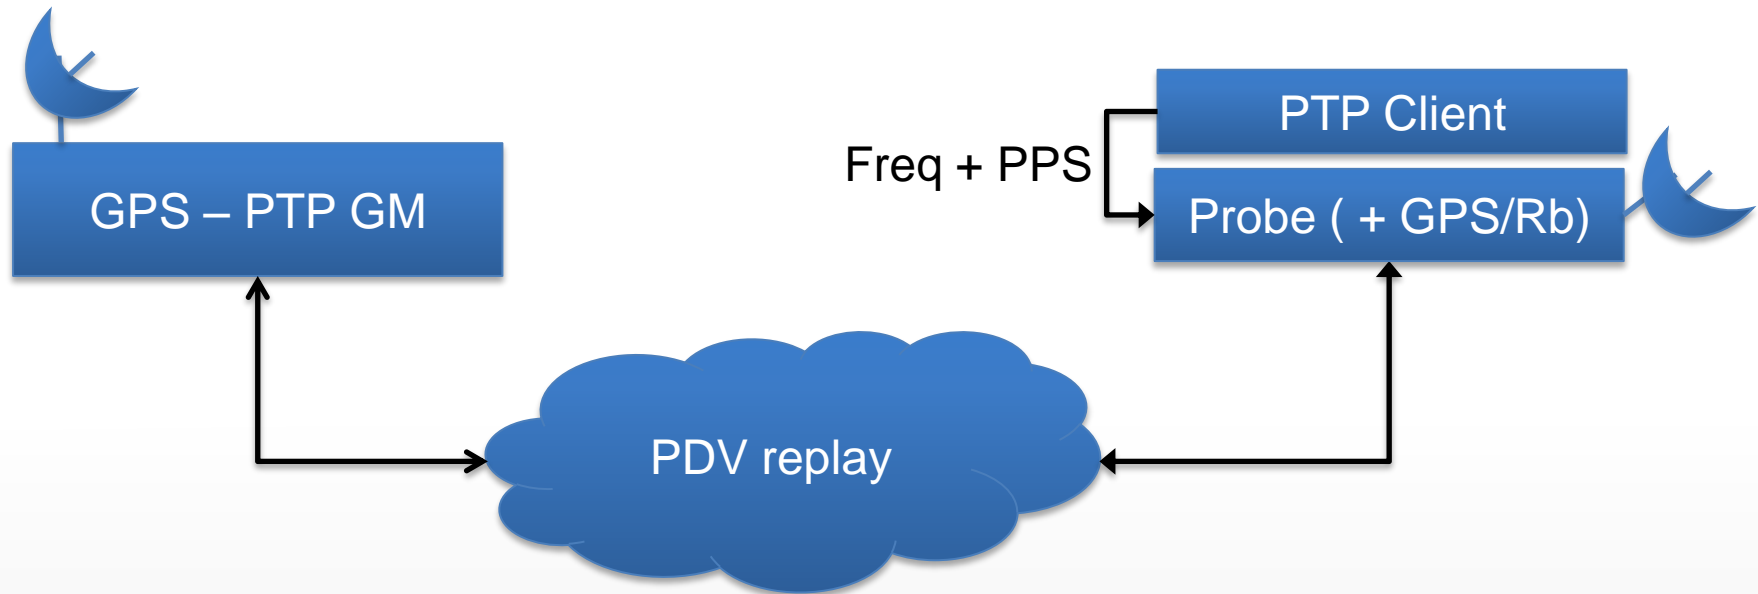 PTP Client
Freq + PPS
GPS – PTP GM
Probe ( + GPS/Rb)
PDV replay